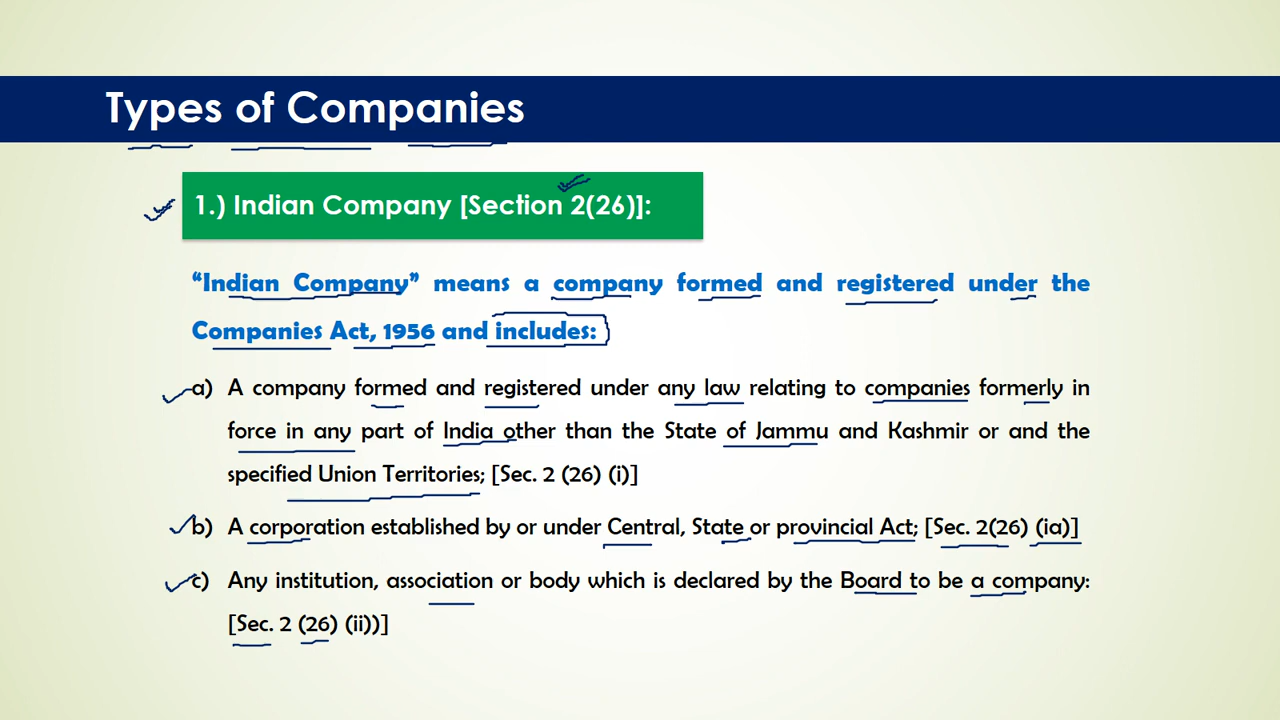 Types of Companies
1.) Indian Company [Section 2(26)]:
“Indian Company” means a company formed and registered under the
Companies Act, 1956 and includes:
a) A company formed and registered under any law relating to companies formerly in
force in any part of India other than the State of Jammu and Kashmir or and the
specified Union Territories; [Sec. 2 (26) (i)]
b) A corporation established by or under Central, State or provincial Act; [Sec. 2(26) (ia)]
c) Any institution, association or body which is declared by the Board to be a company:
[Sec. 2 (26) (ii))]